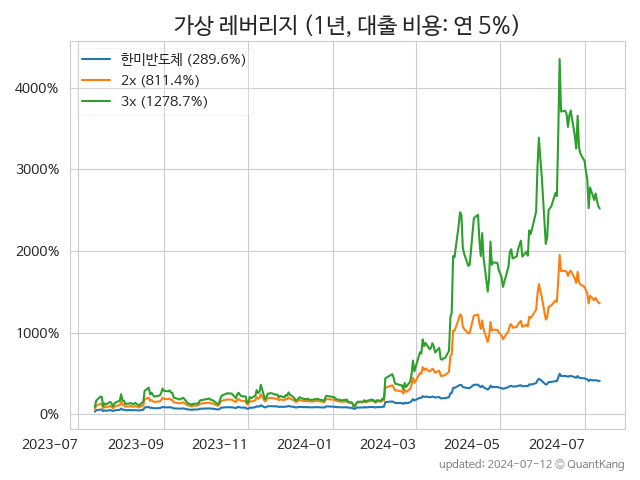 가상 레버리지 (1년, 대출 비용: 연 5%)
한미반도체 (289.6%)
2x (811.4%)
3x (1278.7%)
4000%
3000%
2000%
1000%
0%
2023-07 2023-09 2023-11 2024-01 2024-03 2024-05 2024-07
updated: 2024-07-12 © QuantKang